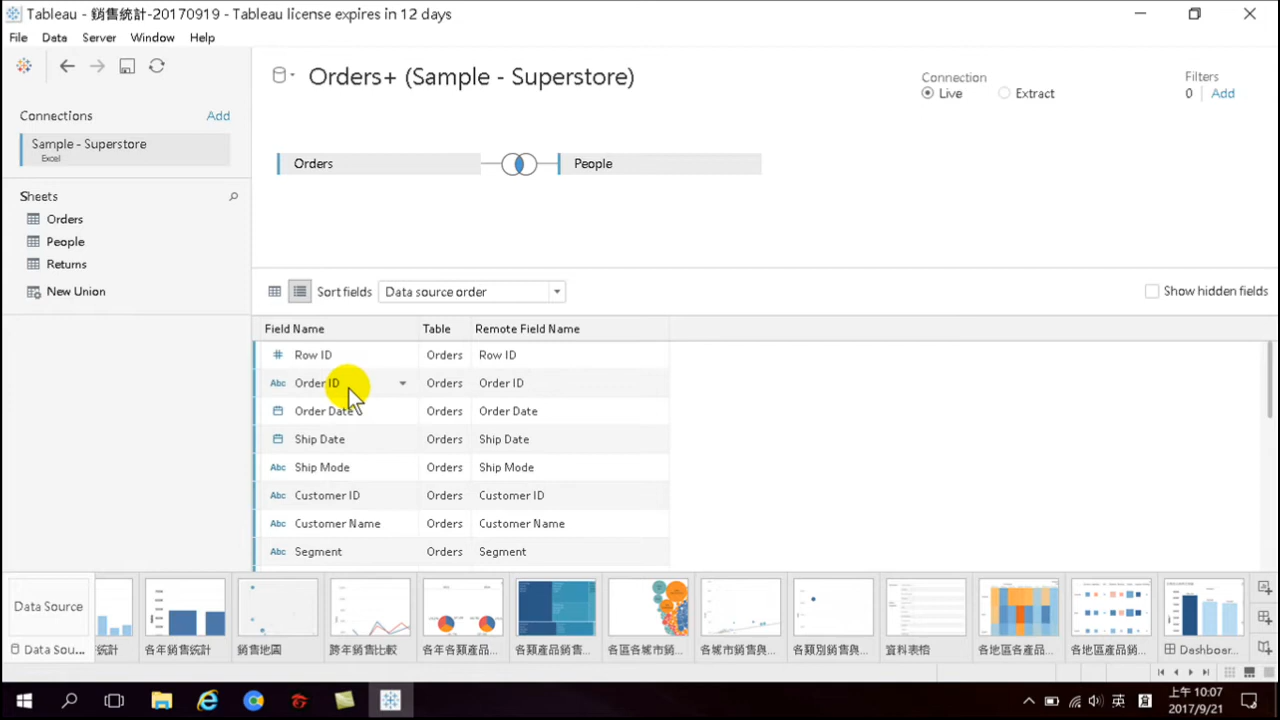 Tableau - 銷售統計-20170919 - Tableau license expires in 12 days
File Data Server Window Help
Orders+ (Sample - Superstore)
Connection
Live Extract
Filters
0 Add
Connections Add
Sample - Superstore
Excel
Orders People
Sheets
Orders
People
Returns
New Union
Sort fields Data source order Show hidden fields
Field Name Table Remote Field Name
# Row ID Orders Row ID
Abc Order ID Orders Order ID
Order Date Orders Order Date
Ship Date Orders Ship Date
Abc Ship Mode Orders Ship Mode
Abc Customer ID Orders Customer ID
Abc Customer Name Orders Customer Name
Abc Segment Orders Segment
Data Source
Data Sou... 統計 各年銷售統計 銷售地圖 跨年銷售比較 各年各類產品... 各類產品銷... 各區各城市銷... 各城市銷售與... 各類別銷售與... 資料表格 各地區各產品... 各地區產品銷... Dashboar...
英
上午 10:07
2017/9/21